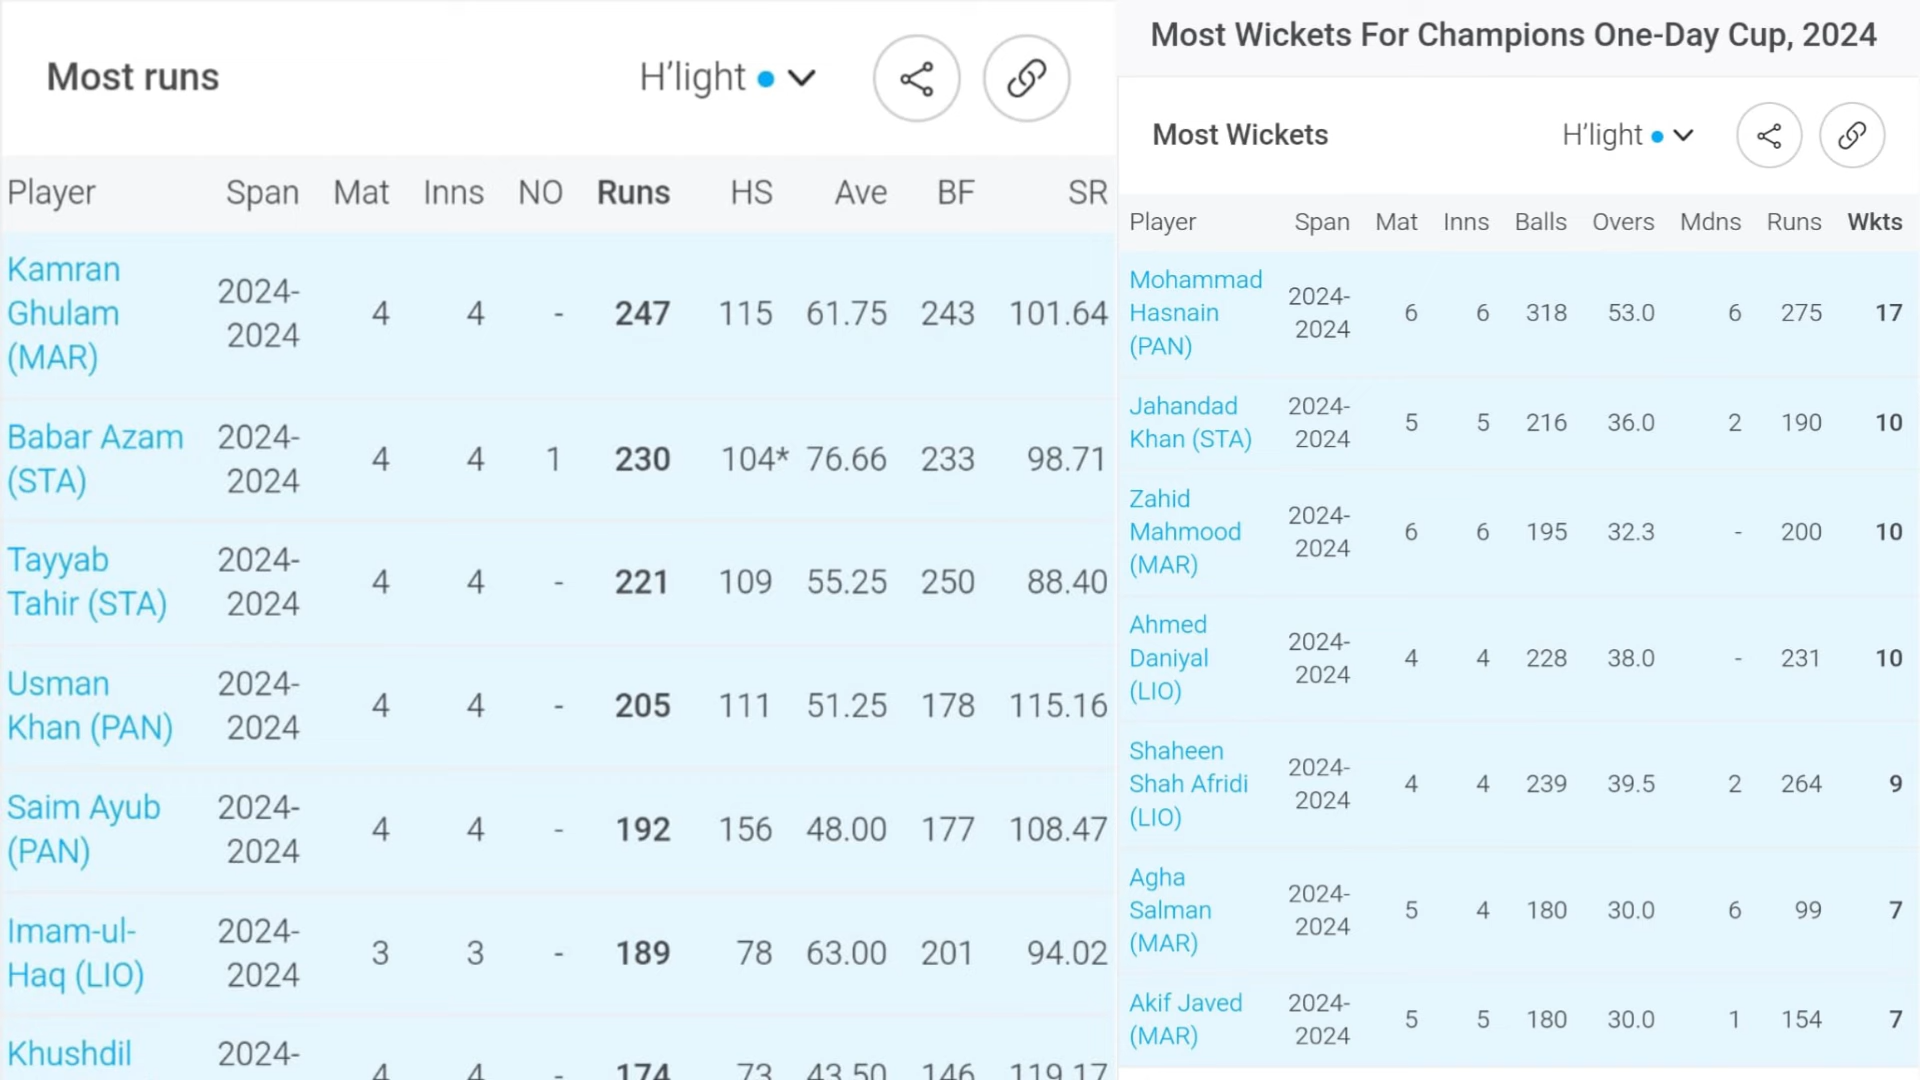 Most runs
H'light
Player Span Mat Inns NO Runs HS Ave BF SR
Kamran
Ghulam
(MAR) 2024-
2024 4 4 - 247 115 61.75 243 101.64
Babar Azam
(STA) 2024-
2024 4 4 1 230 104* 76.66 233 98.71
Tayyab
Tahir (STA) 2024-
2024 4 4 - 221 109 55.25 250 88.40
Usman
Khan (PAN) 2024-
2024 4 4 - 205 111 51.25 178 115.16
Saim Ayub
(PAN) 2024-
2024 4 4 - 192 156 48.00 177 108.47
Imam-ul-
Haq (LIO) 2024-
2024 3 3 - 189 78 63.00 201 94.02
Khushdil 2024-
4 4 - 174 73 43.50 146 119.17
Most Wickets For Champions One-Day Cup, 2024
Most Wickets
H'light
Player Span Mat Inns Balls Overs Mdns Runs Wkts
Mohammad
Hasnain
(PAN) 2024-
2024 6 6 318 53.0 6 275 17
Jahandad
Khan (STA) 2024-
2024 5 5 216 36.0 2 190 10
Zahid
Mahmood
(MAR) 2024-
2024 6 6 195 32.3 - 200 10
Ahmed
Daniyal
(LIO) 2024-
2024 4 4 228 38.0 - 231 10
Shaheen
Shah Afridi
(LIO) 2024-
2024 4 4 239 39.5 2 264 9
Agha
Salman
(MAR) 2024-
2024 5 4 180 30.0 6 99 7
Akif Javed
(MAR) 2024-
2024 5 5 180 30.0 1 154 7